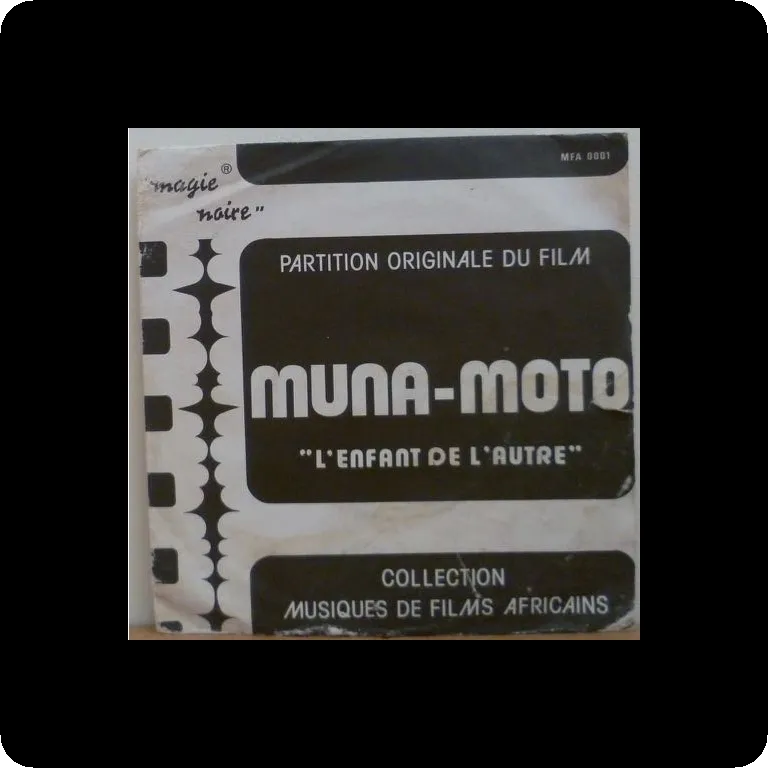 magie®
noire"
MFA 0001
PARTITION ORIGINALE DU FILM
MUNA-MOTO
"L'ENFANT DE L'AUTRE"
COLLECTION
MUSIQUES DE FILMS AFRICAINS